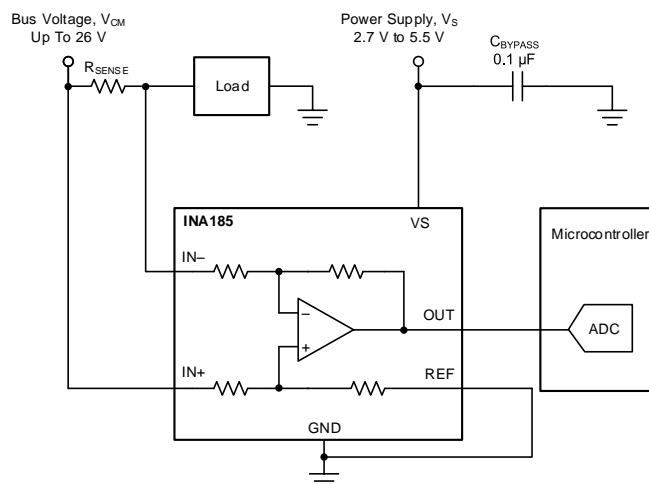 Bus Voltage, VCM
Up To 26 V
Power Supply, VS
2.7 V to 5.5 V
CBYPASS
0.1 µF
RSENSE
Load
INA185
VS
Microcontroller
IN–
OUT
ADC
–
+
IN+
REF
GND